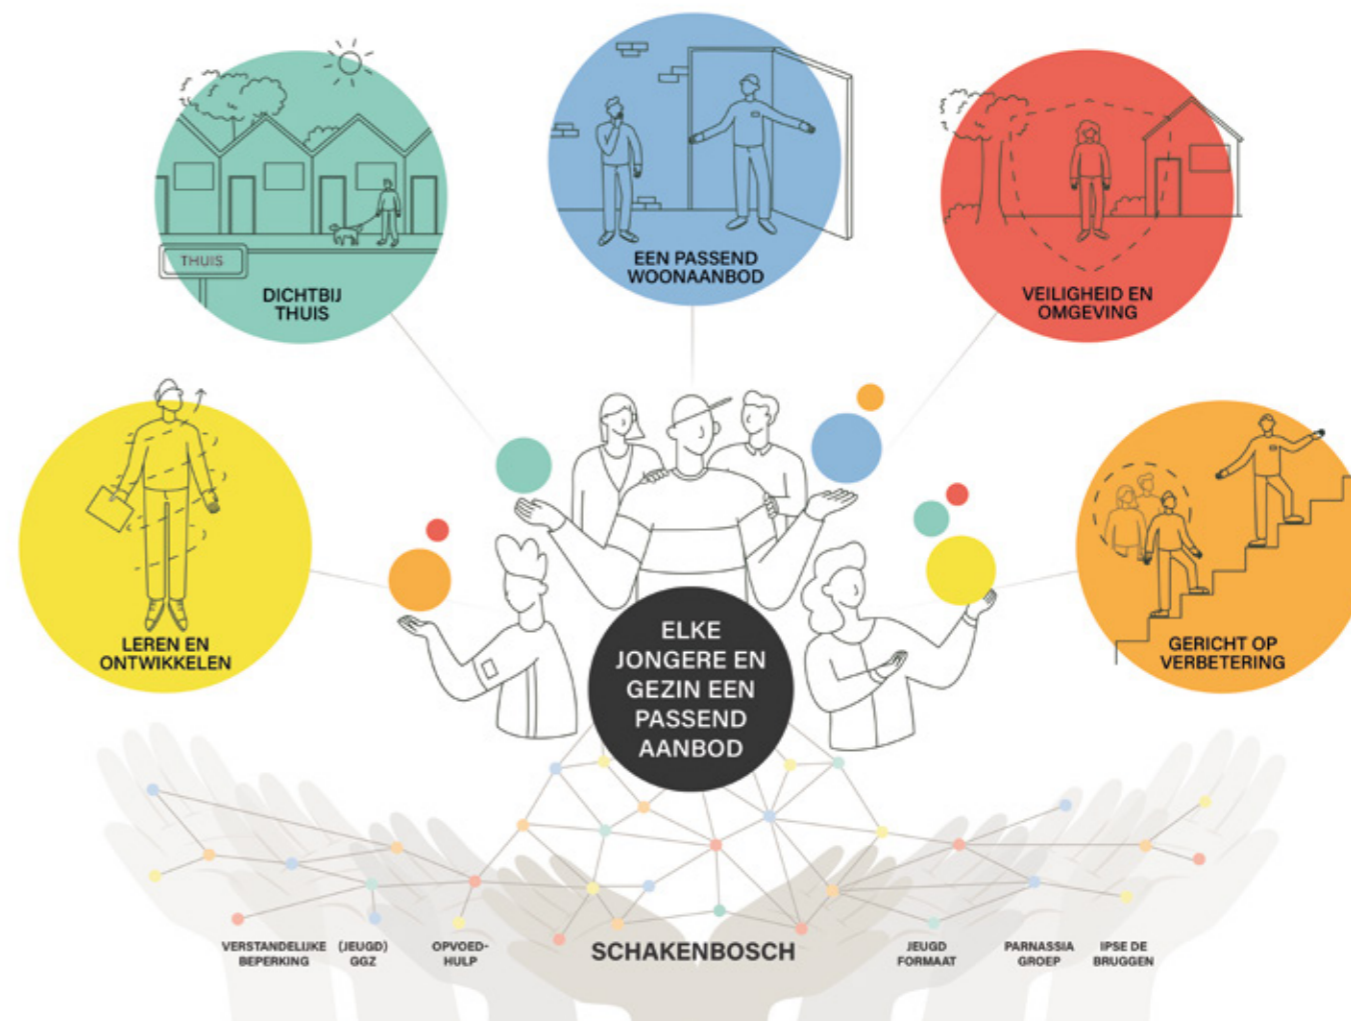 THUIS
DICHTBIJ
THUIS
EEN PASSEND
WOONAANBOD
VEILIGHEID EN
OMGEVING
LEREN EN
ONTWIKKELEN
GERICHT OP
VERBETERING
ELKE
JONGERE EN
GEZIN EEN
PASSEND
AANBOD
VERSTANDELIJKE
BEPERKING
(JEUGD)
GGZ
OPVOED-
HULP
SCHAKENBOSCH
JEUGD
FORMAAT
PARNASSIA
GROEP
IPSE DE
BRUGGEN